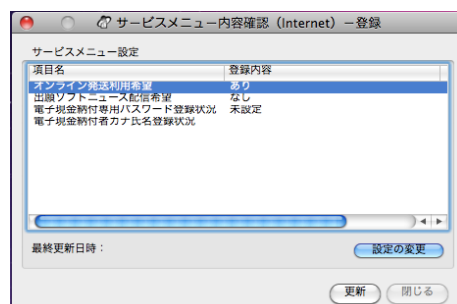 サービスメニュー内容確認（Internet）－登録
サービスメニュー設定
項目名 登録内容
オンライン発送利用希望 あり
出願ソフトニュース配信希望 なし
電子現金納付専用パスワード登録状況 未設定
電子現金納付者カナ氏名登録状況
最終更新日時：
設定の変更
更新 閉じる